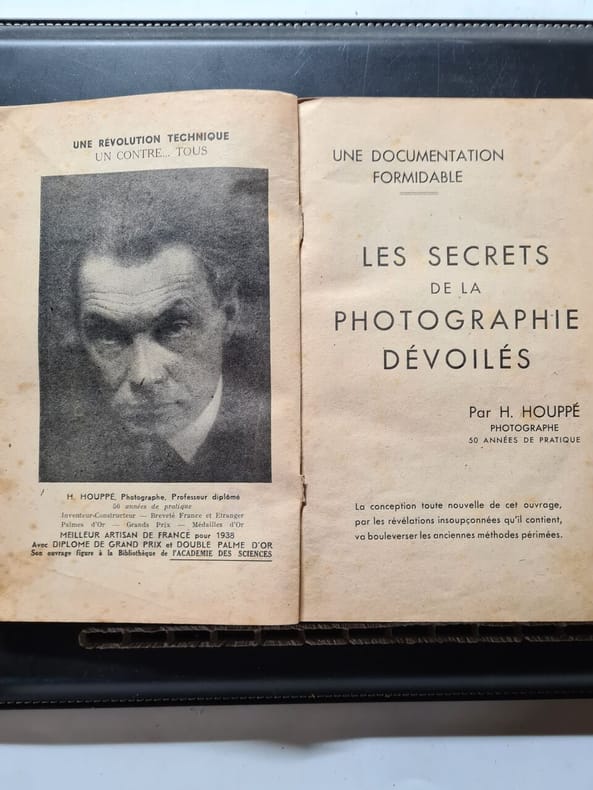 UNE RÉVOLUTION TECHNIQUE
UN CONTRE... TOUS
H. HOUPPÉ, Photographe, Professeur diplômé
50 années de pratique
Inventeur-Constructeur — Breveté France et Etranger
Palmes d'Or — Grands Prix — Médailles d'Or
MEILLEUR ARTISAN DE FRANCE pour 1938
Avec DIPLOME DE GRAND PRIX et DOUBLE PALME D'OR
Son ouvrage figure à la Bibliothèque de l'ACADEMIE DES SCIENCES
UNE DOCUMENTATION
FORMIDABLE
LES SECRETS
DE LA
PHOTOGRAPHIE
DÉVOILÉS
Par H. HOUPPÉ
PHOTOGRAPHE
50 ANNÉES DE PRATIQUE
La conception toute nouvelle de cet ouvrage,
par les révélations insoupçonnées qu'il contient,
va bouleverser les anciennes méthodes périmées.